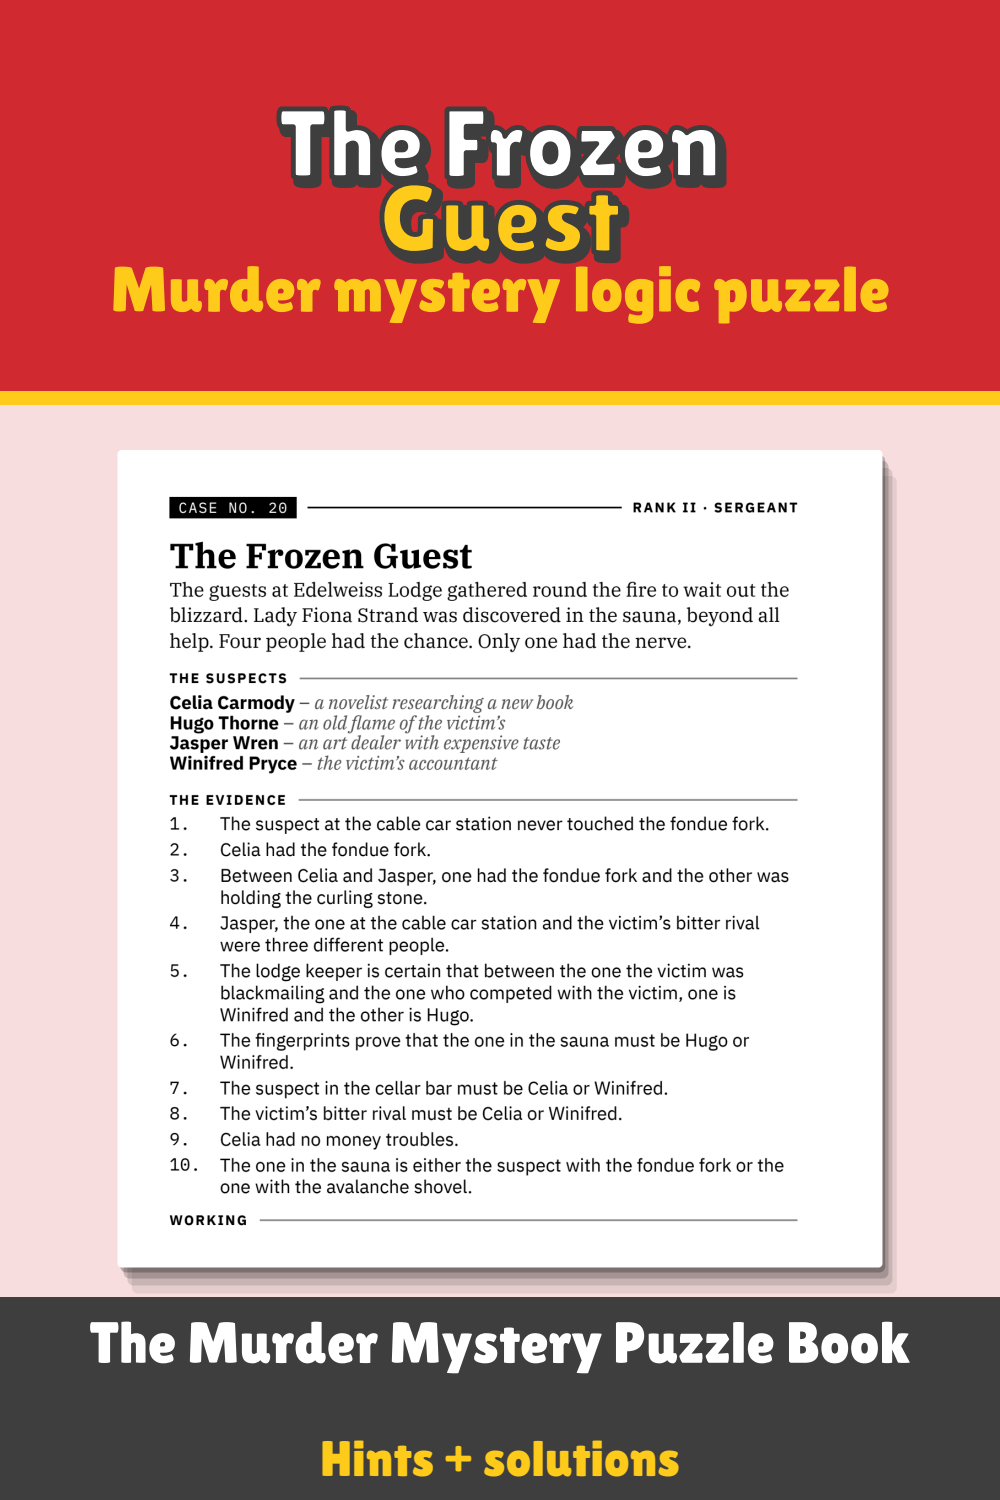 The Frozen
Guest
Murder mystery logic puzzle
CASE NO. 20
RANK II · SERGEANT
The Frozen Guest
The guests at Edelweiss Lodge gathered round the fire to wait out the
blizzard. Lady Fiona Strand was discovered in the sauna, beyond all
help. Four people had the chance. Only one had the nerve.
THE SUSPECTS
Celia Carmody – a novelist researching a new book
Hugo Thorne – an old flame of the victim's
Jasper Wren – an art dealer with expensive taste
Winifred Pryce – the victim's accountant
THE EVIDENCE
1. The suspect at the cable car station never touched the fondue fork.
2. Celia had the fondue fork.
3. Between Celia and Jasper, one had the fondue fork and the other was
holding the curling stone.
4. Jasper, the one at the cable car station and the victim's bitter rival
were three different people.
5. The lodge keeper is certain that between the one the victim was
blackmailing and the one who competed with the victim, one is
Winifred and the other is Hugo.
6. The fingerprints prove that the one in the sauna must be Hugo or
Winifred.
7. The suspect in the cellar bar must be Celia or Winifred.
8. The victim's bitter rival must be Celia or Winifred.
9. Celia had no money troubles.
10. The one in the sauna is either the suspect with the fondue fork or the
one with the avalanche shovel.
WORKING
The Murder Mystery Puzzle Book
Hints + solutions